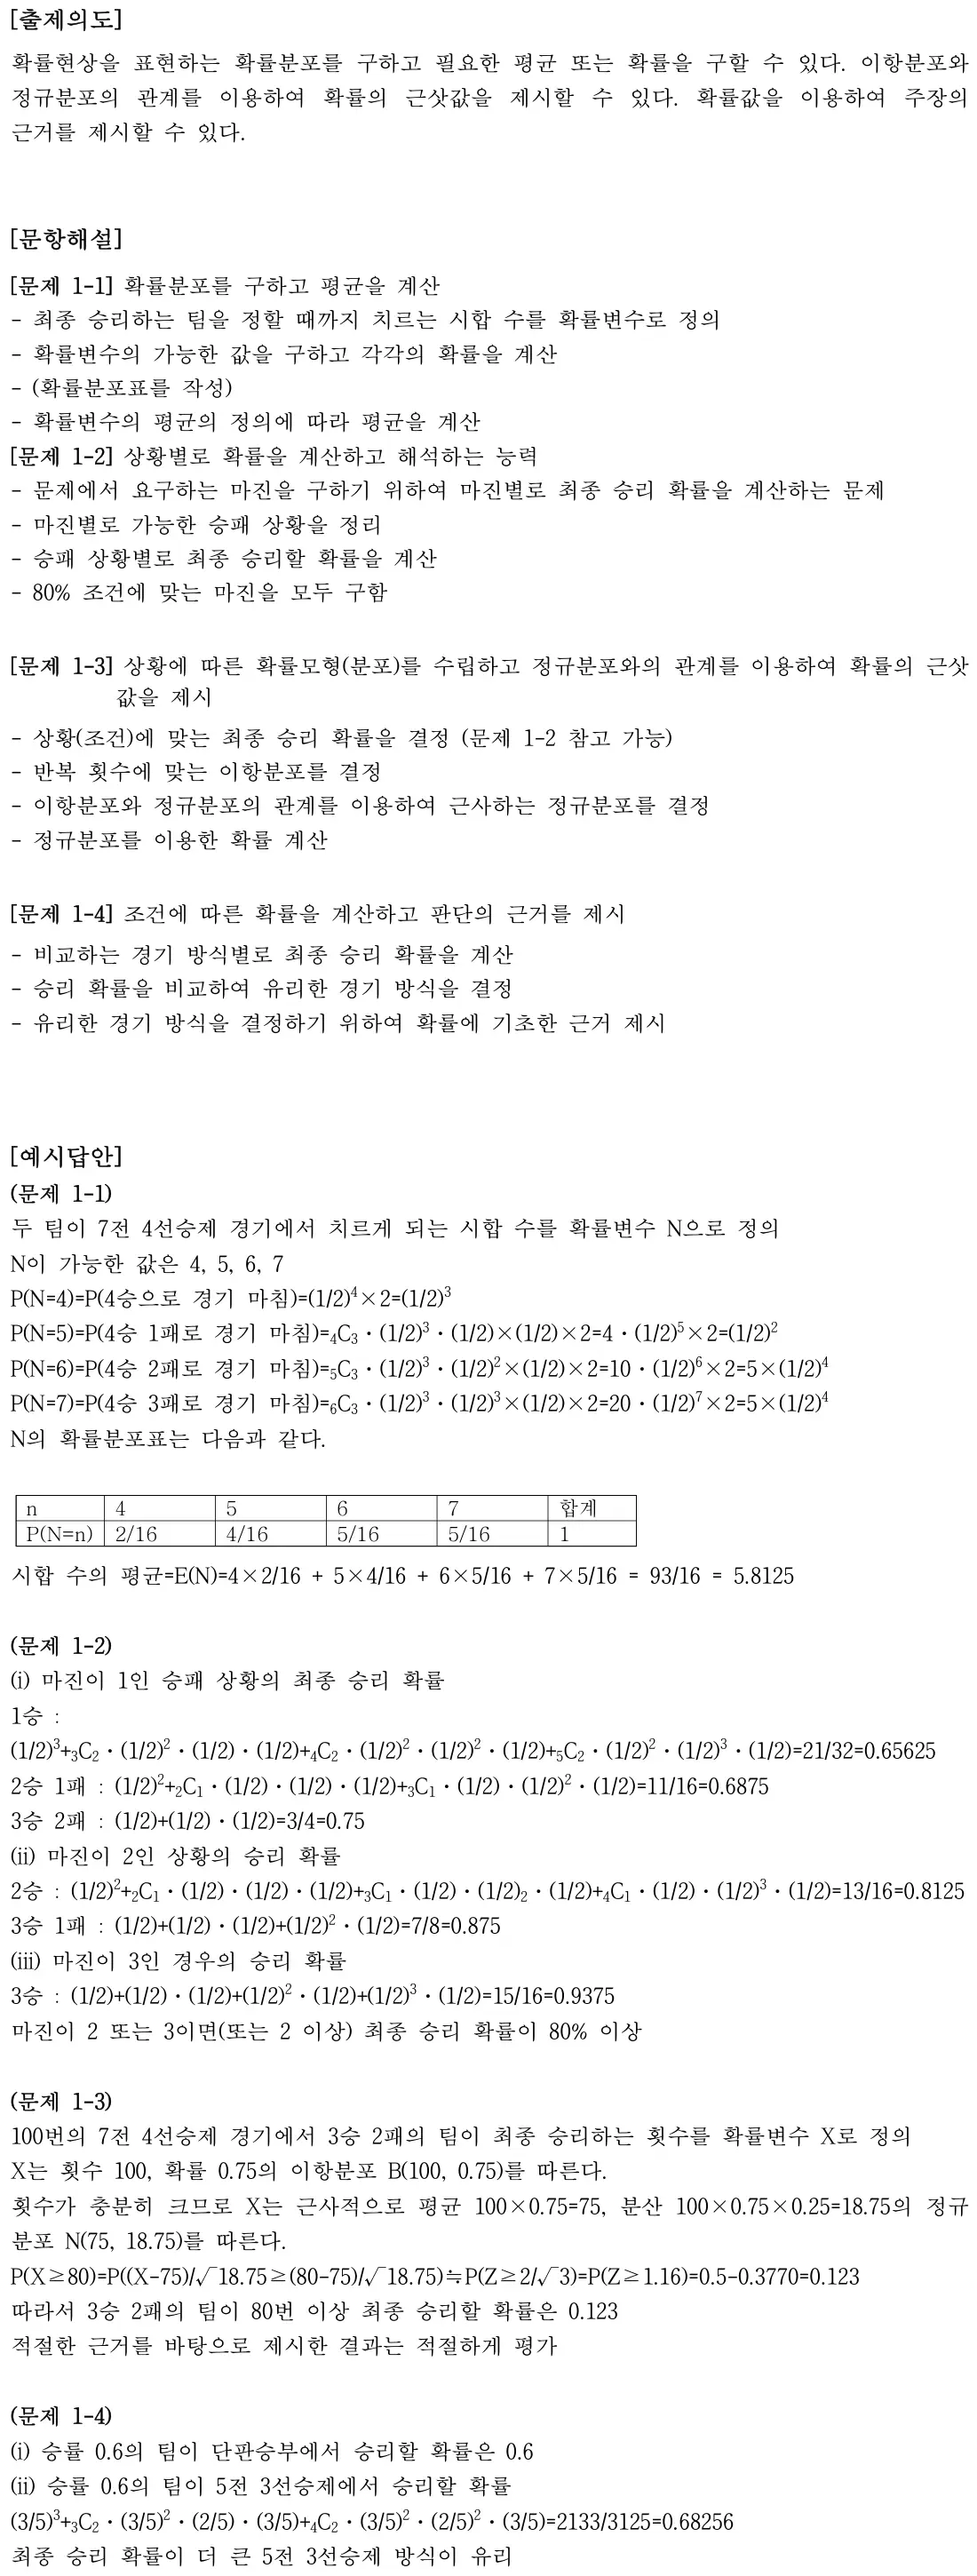 [출제의도]
확률현상을 표현하는 확률분포를 구하고 필요한 평균 또는 확률을 구할 수 있다. 이항분포와
정규분포의 관계를 이용하여 확률의 근삿값을 제시할 수 있다. 확률값을 이용하여 주장의
근거를 제시할 수 있다.
[문항해설]
[문제 1-1] 확률분포를 구하고 평균을 계산
- 최종 승리하는 팀을 정할 때까지 치르는 시합 수를 확률변수로 정의
- 확률변수의 가능한 값을 구하고 각각의 확률을 계산
- (확률분포표를 작성)
- 확률변수의 평균의 정의에 따라 평균을 계산
[문제 1-2] 상황별로 확률을 계산하고 해석하는 능력
- 문제에서 요구하는 마진을 구하기 위하여 마진별로 최종 승리 확률을 계산하는 문제
- 마진별로 가능한 승패 상황을 정리
- 승패 상황별로 최종 승리할 확률을 계산
- 80% 조건에 맞는 마진을 모두 구함
[문제 1-3] 상황에 따른 확률모형(분포)를 수립하고 정규분포와의 관계를 이용하여 확률의 근삿
값을 제시
- 상황(조건)에 맞는 최종 승리 확률을 결정 (문제 1-2 참고 가능)
- 반복 횟수에 맞는 이항분포를 결정
- 이항분포와 정규분포의 관계를 이용하여 근사하는 정규분포를 결정
- 정규분포를 이용한 확률 계산
[문제 1-4] 조건에 따른 확률을 계산하고 판단의 근거를 제시
- 비교하는 경기 방식별로 최종 승리 확률을 계산
- 승리 확률을 비교하여 유리한 경기 방식을 결정
- 유리한 경기 방식을 결정하기 위하여 확률에 기초한 근거 제시
[예시답안]
(문제 1-1)
두 팀이 7전 4선승제 경기에서 치르게 되는 시합 수를 확률변수 N으로 정의
N이 가능한 값은 4, 5, 6, 7
P(N=4)=P(4승으로 경기 마침)=(1/2)⁴×2=(1/2)³
P(N=5)=P(4승 1패로 경기 마침)=₄C₃·(1/2)³·(1/2)×(1/2)×2=4·(1/2)⁵×2=(1/2)²
P(N=6)=P(4승 2패로 경기 마침)=₅C₃·(1/2)³·(1/2)²×(1/2)×2=10·(1/2)⁶×2=5×(1/2)⁴
P(N=7)=P(4승 3패로 경기 마침)=₆C₃·(1/2)³·(1/2)³×(1/2)×2=20·(1/2)⁷×2=5×(1/2)⁴
N의 확률분포표는 다음과 같다.
n 4 5 6 7 합계
P(N=n) 2/16 4/16 5/16 5/16 1
시합 수의 평균=E(N)=4×2/16 + 5×4/16 + 6×5/16 + 7×5/16 = 93/16 = 5.8125
(문제 1-2)
(i) 마진이 1인 승패 상황의 최종 승리 확률
1승 :
(1/2)³+₃C₂·(1/2)²·(1/2)·(1/2)+₄C₂·(1/2)²·(1/2)²·(1/2)+₅C₂·(1/2)²·(1/2)³·(1/2)=21/32=0.65625
2승 1패 : (1/2)²+₂C₁·(1/2)·(1/2)·(1/2)+₃C₁·(1/2)·(1/2)²·(1/2)=11/16=0.6875
3승 2패 : (1/2)+(1/2)·(1/2)=3/4=0.75
(ii) 마진이 2인 상황의 승리 확률
2승 : (1/2)²+₂C₁·(1/2)·(1/2)·(1/2)+₃C₁·(1/2)·(1/2)₂·(1/2)+₄C₁·(1/2)·(1/2)³·(1/2)=13/16=0.8125
3승 1패 : (1/2)+(1/2)·(1/2)+(1/2)²·(1/2)=7/8=0.875
(iii) 마진이 3인 경우의 승리 확률
3승 : (1/2)+(1/2)·(1/2)+(1/2)²·(1/2)+(1/2)³·(1/2)=15/16=0.9375
마진이 2 또는 3이면(또는 2 이상) 최종 승리 확률이 80% 이상
(문제 1-3)
100번의 7전 4선승제 경기에서 3승 2패의 팀이 최종 승리하는 횟수를 확률변수 X로 정의
X는 횟수 100, 확률 0.75의 이항분포 B(100, 0.75)를 따른다.
횟수가 충분히 크므로 X는 근사적으로 평균 100×0.75=75, 분산 100×0.75×0.25=18.75의 정규
분포 N(75, 18.75)를 따른다.
P(X≥80)=P((X-75)/√18.75≥(80-75)/√18.75)≒P(Z≥2/√3)=P(Z≥1.16)=0.5-0.3770=0.123
따라서 3승 2패의 팀이 80번 이상 최종 승리할 확률은 0.123
적절한 근거를 바탕으로 제시한 결과는 적절하게 평가
(문제 1-4)
(i) 승률 0.6의 팀이 단판승부에서 승리할 확률은 0.6
(ii) 승률 0.6의 팀이 5전 3선승제에서 승리할 확률
(3/5)³+₃C₂·(3/5)²·(2/5)·(3/5)+₄C₂·(3/5)²·(2/5)²·(3/5)=2133/3125=0.68256
최종 승리 확률이 더 큰 5전 3선승제 방식이 유리